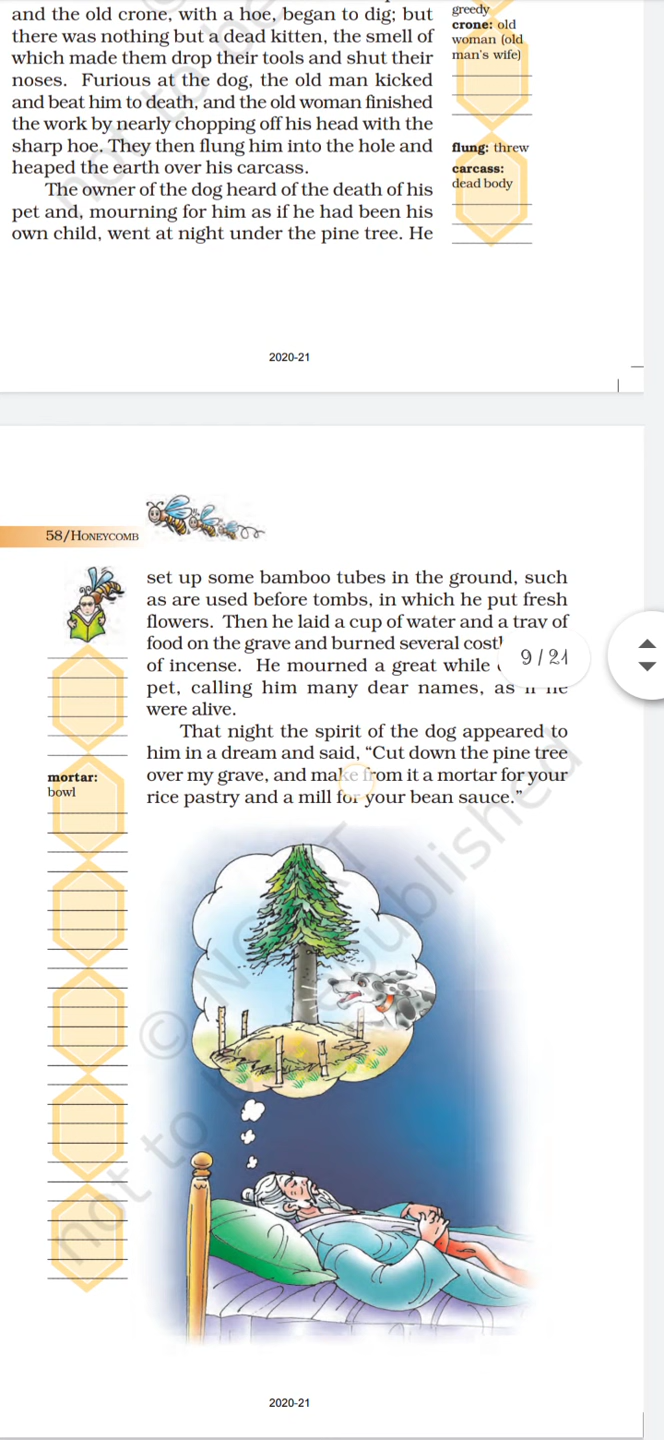 and the old crone, with a hoe, began to dig; but
there was nothing but a dead kitten, the smell of
which made them drop their tools and shut their
noses. Furious at the dog, the old man kicked
and beat him to death, and the old woman finished
the work by nearly chopping off his head with the
sharp hoe. They then flung him into the hole and
heaped the earth over his carcass.
The owner of the dog heard of the death of his
pet and, mourning for him as if he had been his
own child, went at night under the pine tree. He
greedy
crone: old
woman (old
man's wife)
flung: threw
carcass:
dead body
2020-21
58/HONEYCOMB
set up some bamboo tubes in the ground, such
as are used before tombs, in which he put fresh
flowers. Then he laid a cup of water and a tray of
food on the grave and burned several
of incense. He mourned a great while
pet, calling him many dear names, as if he
were alive.
9/21
That night the spirit of the dog appeared to
him in a dream and said, “Cut down the pine tree
over my grave, and make from it a mortar for your
rice pastry and a mill for your bean sauce.”
mortar:
bowl
© NOT
not to be republished
2020-21